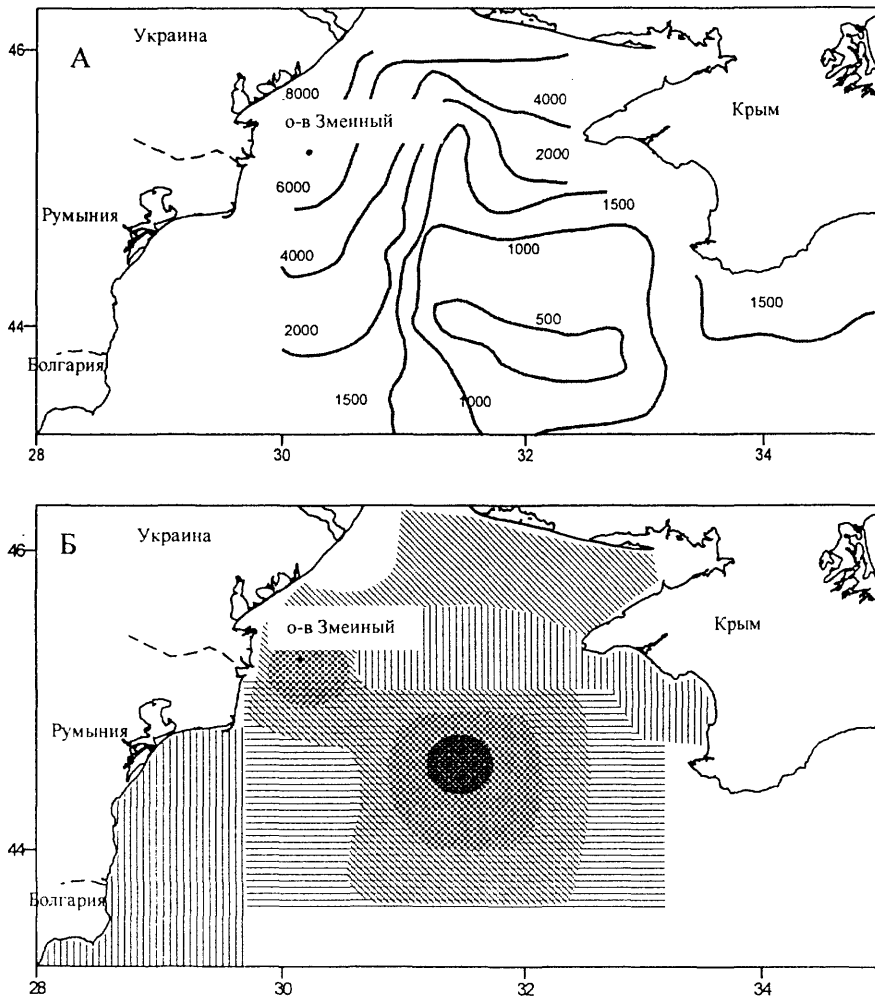 А
Украина
46
8000
4000
Крым
о-в Змеиный
2000
6000
Румыния
1500
4000
1000
1500
44
2000
500
Болгария
1500
1000
28
30
32
34
Б
Украина
46
о-в Змеиный
Крым
Румыния
44
Болгария
28
30
32
34